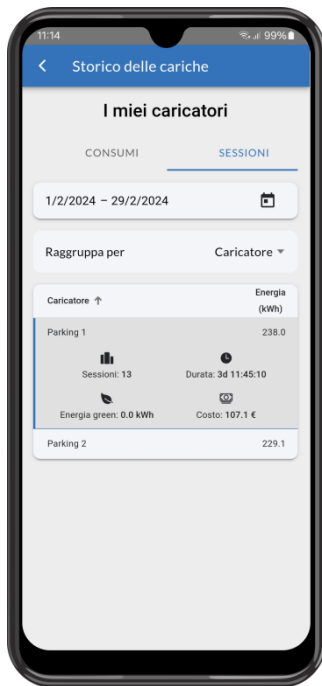 11:14 99%
Storico delle cariche
I miei caricatori
CONSUMI SESSIONI
1/2/2024 – 29/2/2024
Raggruppa per Caricatore
Caricatore ↑ Energia
(kWh)
Parking 1 238.0
Sessioni: 13 Durata: 3d 11:45:10
Energia green: 0.0 kWh Costo: 107.1 €
Parking 2 229.1